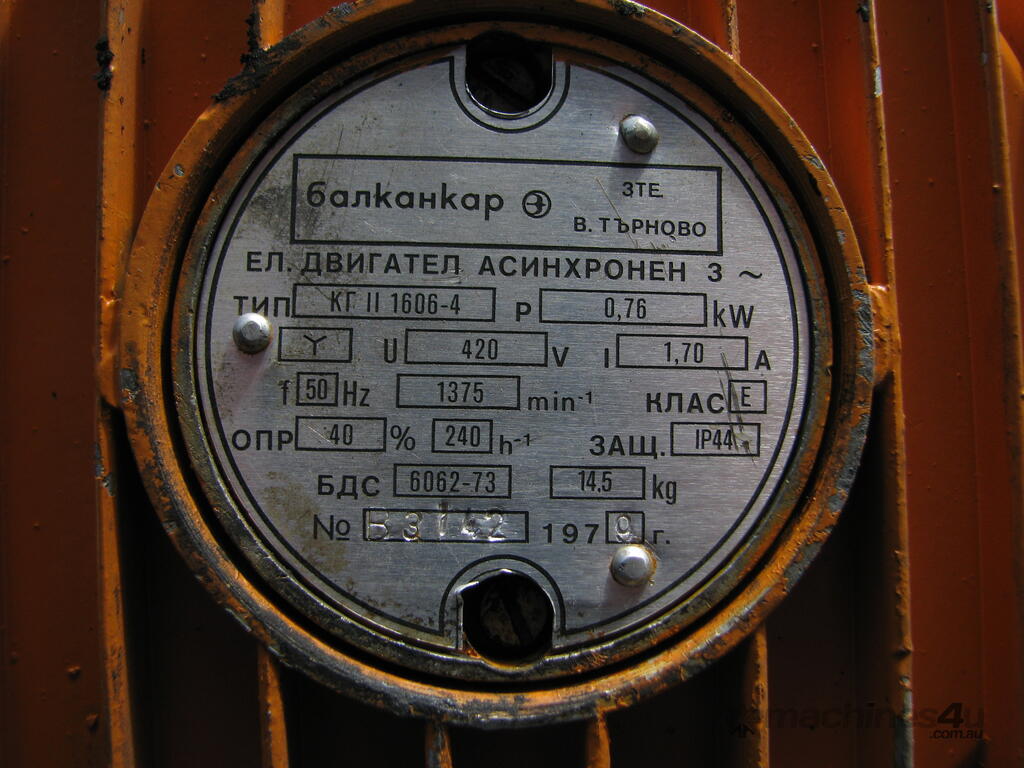 балканкар ЗТЕ
В. ТЪРНОВО
ЕЛ. ДВИГАТЕЛ АСИНХРОНЕН 3 ~
ТИП КГ II 1606-4 P 0,76 kW
Y U 420 V I 1,70 A
f 50 Hz 1375 min⁻¹ КЛАС E
ОПР 40 % 240 h⁻¹ ЗАЩ. IP44
БДС 6062-73 14.5 kg
№ В3142 1979 г.
machines4u
.com.au